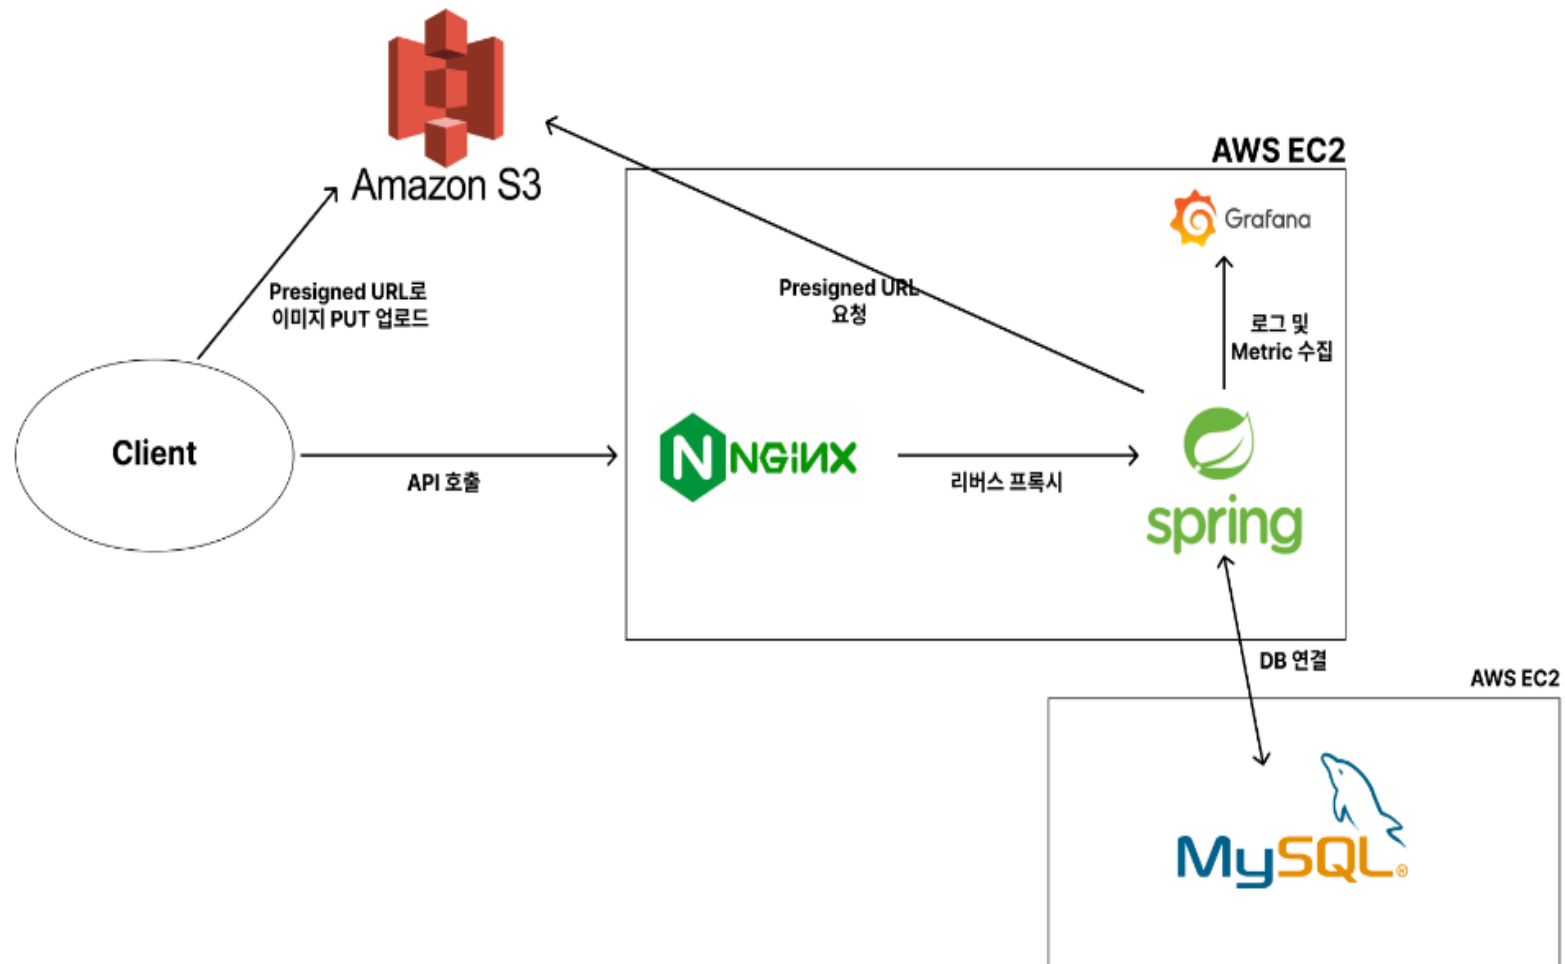 Amazon S3
AWS EC2
Grafana
Presigned URL로
이미지 PUT 업로드
Presigned URL
요청
로그 및
Metric 수집
Client
API 호출
N NGiNX
리버스 프록시
spring
DB 연결
AWS EC2
MySQL®